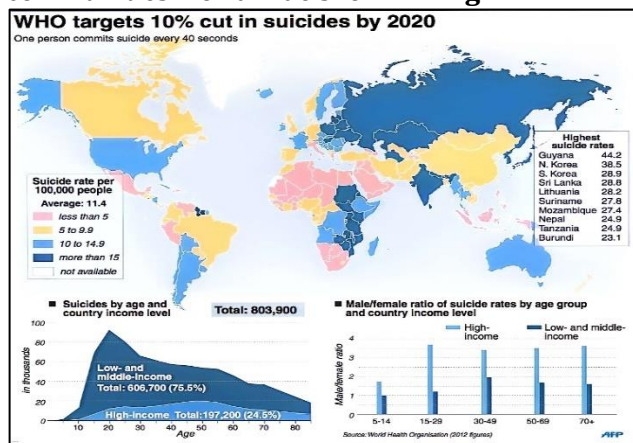 WHO targets 10% cut in suicides by 2020
One person commits suicide every 40 seconds
Highest
suicide rates
Guyana 44.2
N. Korea 38.5
S. Korea 28.9
Sri Lanka 28.8
Lithuania 28.2
Suriname 27.8
Mozambique 27.4
Nepal 24.9
Tanzania 24.9
Burundi 23.1
Suicide rate per
100,000 people
Average: 11.4
less than 5
5 to 9.9
10 to 14.9
more than 15
not available
Suicides by age and
country income level
Total: 803,900
in thousands
100
80
60
40
20
0
Low- and
middle-Income
Total: 606,700 (75.5%)
High-Income Total:197,200 (24.5%)
0 10 20 30 40 50 60 70 80
Age
Male/female ratio of suicide rates by age group
and country income level
High-
income
Low- and middle-
income
Male/female ratio
4
3
2
1
0
5-14 15-29 30-49 50-69 70+
Source: World Health Organisation (2012 figures)
AFP